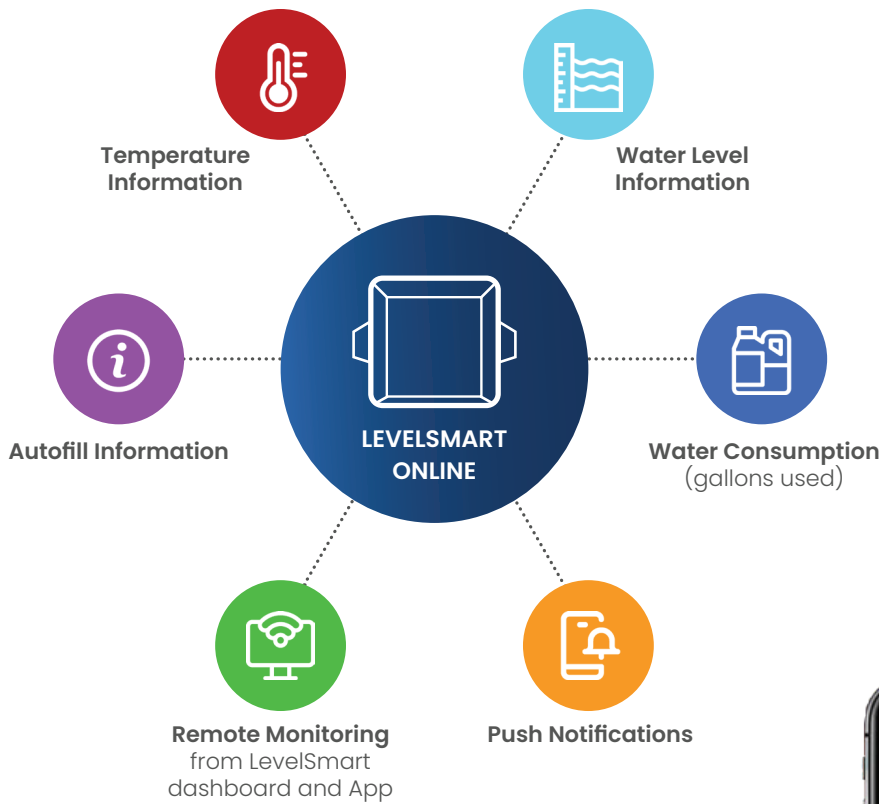 Temperature
Information
Water Level
Information
LEVELSMART
ONLINE
Autofill Information
Water Consumption
(gallons used)
Remote Monitoring
from LevelSmart
dashboard and App
Push Notifications